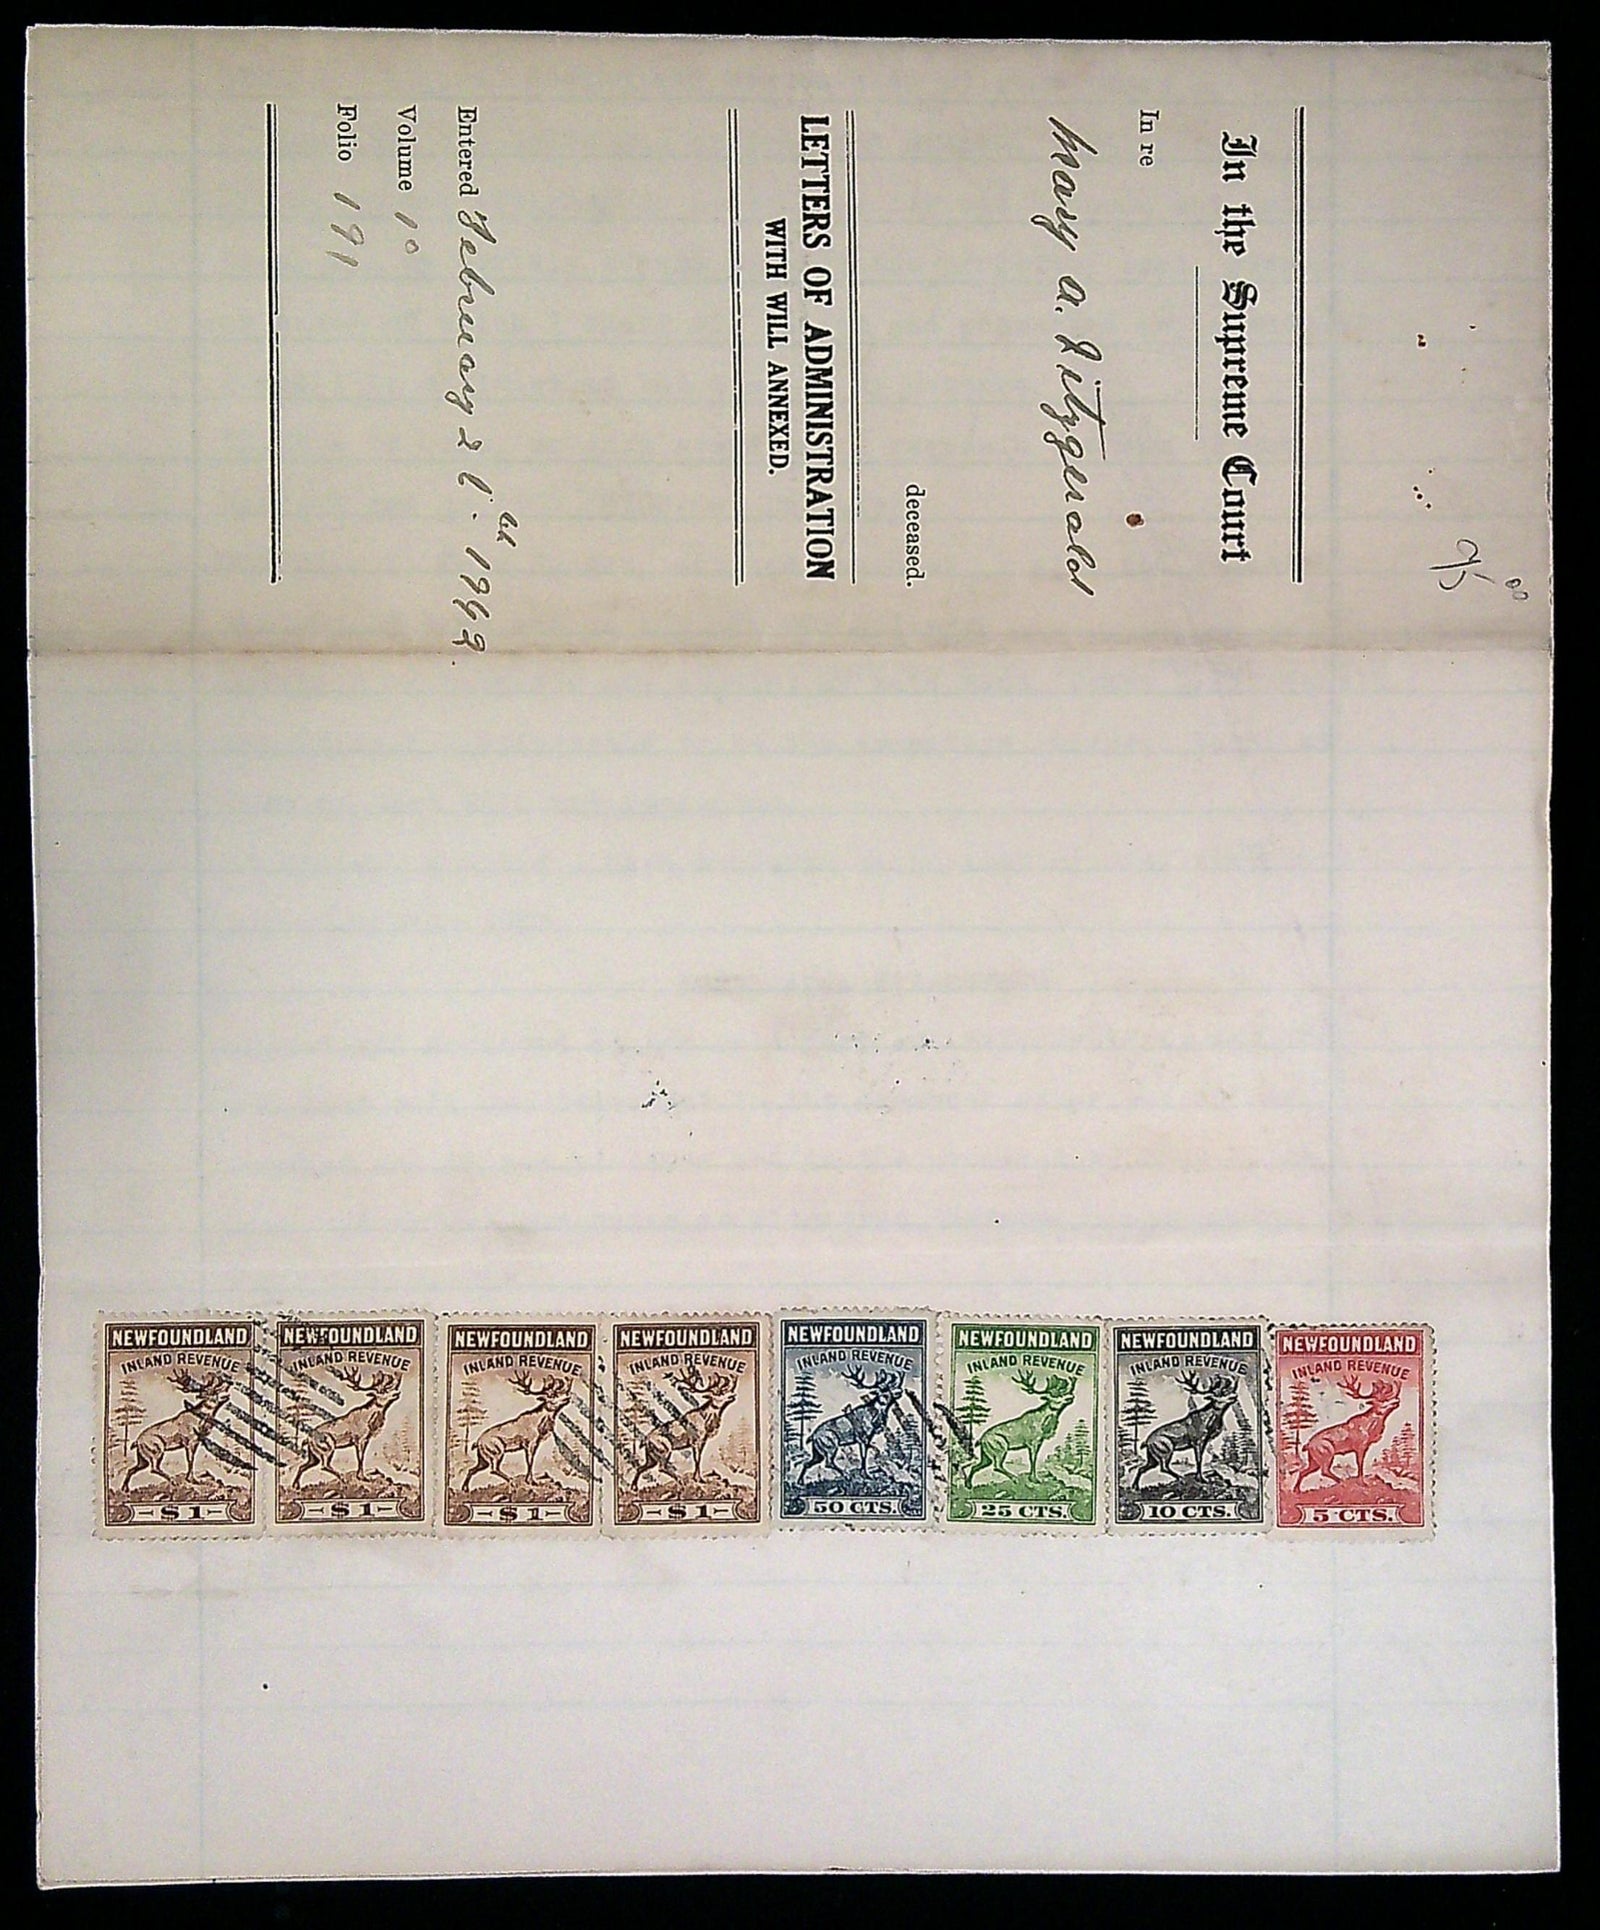 95 00
In the Supreme Court
In re
Mary A. Fitzgerald
deceased.
LETTERS OF ADMINISTRATION
WITH WILL ANNEXED.
Entered February
Volume 10
Folio 191
NEWFOUNDLAND
INLAND REVENUE
$1
NEWFOUNDLAND
INLAND REVENUE
$1
NEWFOUNDLAND
INLAND REVENUE
$1
NEWFOUNDLAND
INLAND REVENUE
$1
NEWFOUNDLAND
INLAND REVENUE
50 CTS.
NEWFOUNDLAND
INLAND REVENUE
25 CTS.
NEWFOUNDLAND
INLAND REVENUE
10 CTS.
NEWFOUNDLAND
INLAND REVENUE
5 CTS.